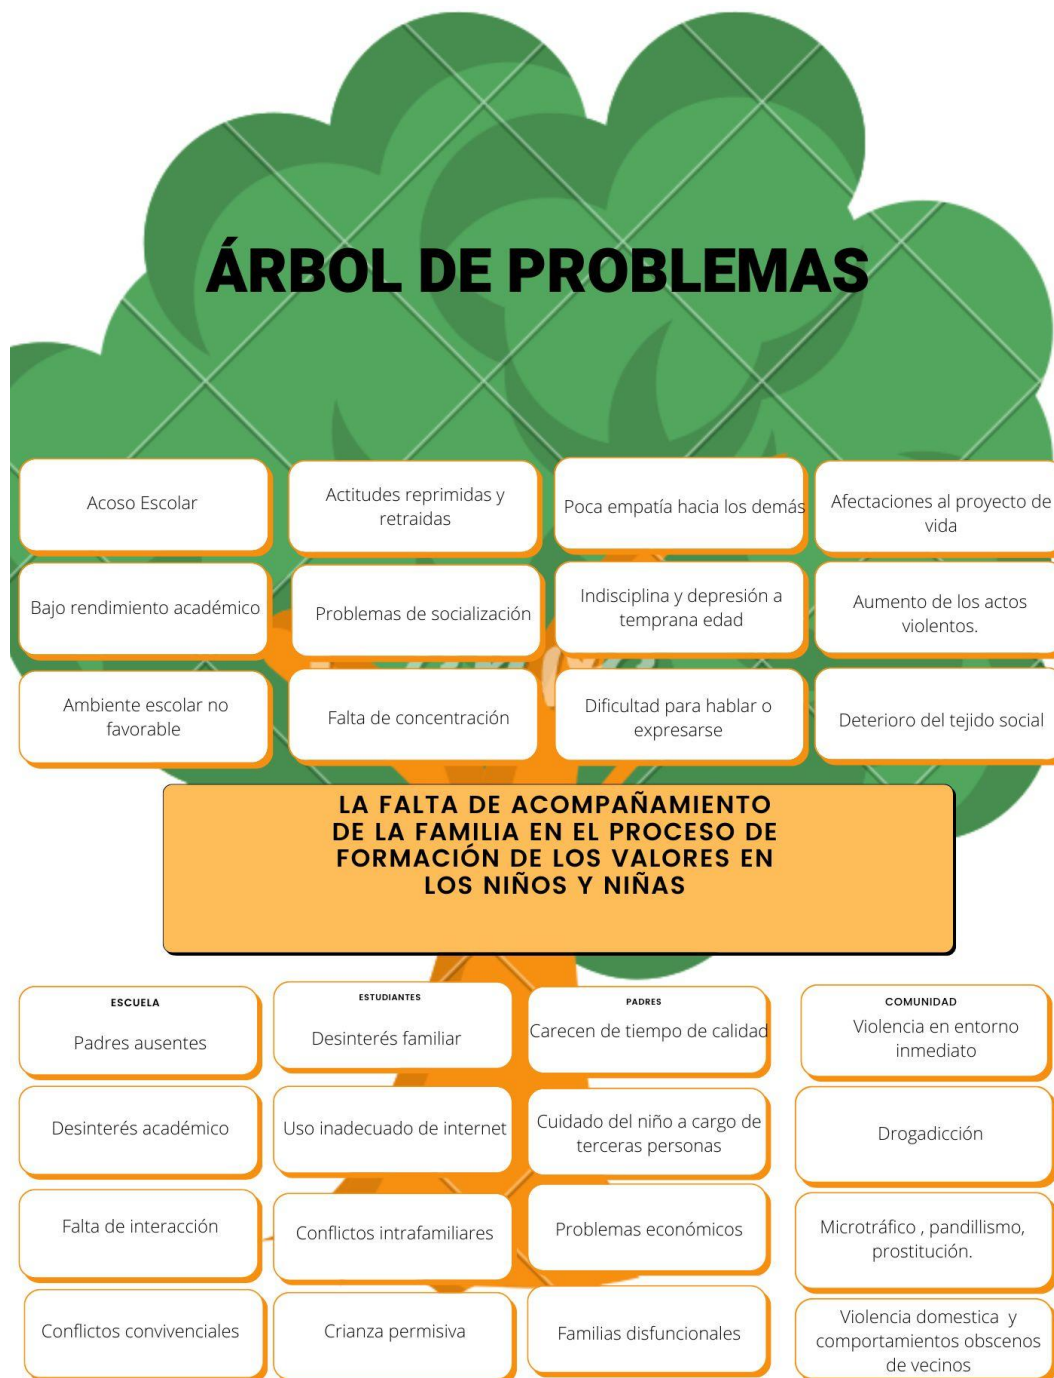 ÁRBOL DE PROBLEMAS
Acoso Escolar
Actitudes reprimidas y
retraidas
Poca empatía hacia los demás
Afectaciones al proyecto de
vida
Bajo rendimiento académico
Problemas de socialización
Indisciplina y depresión a
temprana edad
Aumento de los actos
violentos.
Ambiente escolar no
favorable
Falta de concentración
Dificultad para hablar o
expresarse
Deterioro del tejido social
LA FALTA DE ACOMPAÑAMIENTO
DE LA FAMILIA EN EL PROCESO DE
FORMACIÓN DE LOS VALORES EN
LOS NIÑOS Y NIÑAS
ESCUELA
Padres ausentes
ESTUDIANTES
Desinterés familiar
PADRES
Carecen de tiempo de calidad
COMUNIDAD
Violencia en entorno
inmediato
Desinterés académico
Uso inadecuado de internet
Cuidado del niño a cargo de
terceras personas
Drogadicción
Falta de interacción
Conflictos intrafamiliares
Problemas económicos
Microtráfico , pandillismo,
prostitución.
Conflictos convivenciales
Crianza permisiva
Familias disfuncionales
Violencia domestica y
comportamientos obscenos
de vecinos